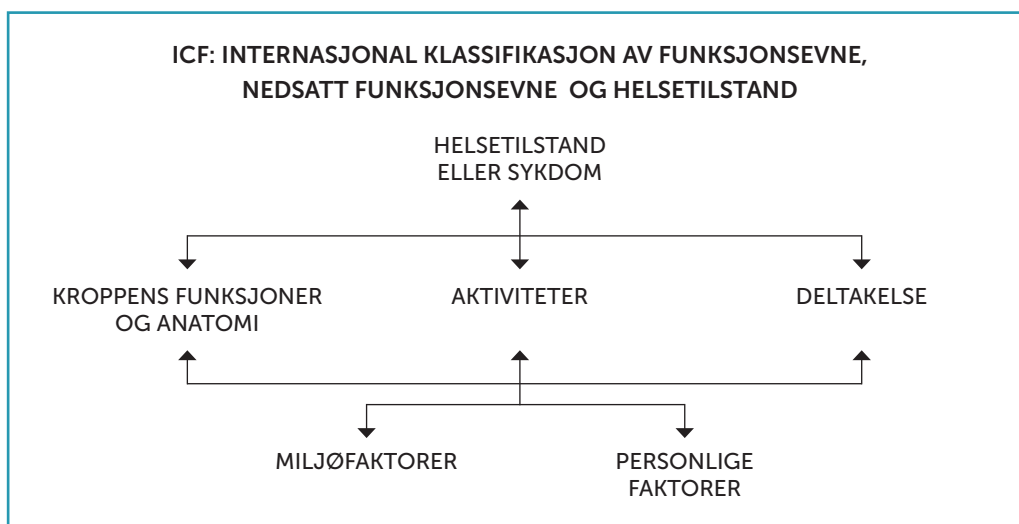 ICF: INTERNASJONAL KLASSIFIKASJON AV FUNKSJONSEVNE,
NEDSATT FUNKSJONSEVNE OG HELSETILSTAND
HELSETILSTAND
ELLER SYKDOM
KROPPENS FUNKSJONER
OG ANATOMI
AKTIVITETER
DELTAKELSE
MILJØFAKTORER
PERSONLIGE
FAKTORER